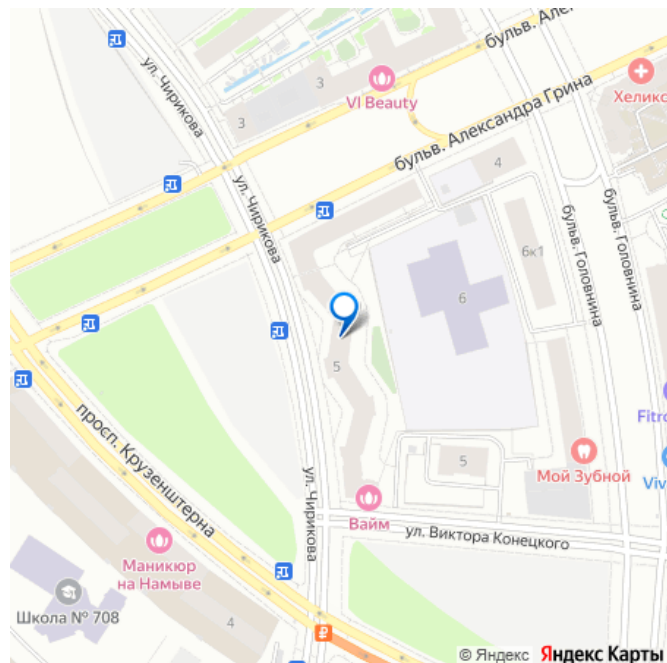 бульв. Але
ул. Чирикова
3
VI Beauty
3
Хеликс
бульв. Александра Грина
4
ул. Чирикова
бульв. Головнина
бульв. Головнина
6к1
6
5
просп. Крузенштерна
Fitro
5
Мой Зубной
Viv
ул. Чирикова
Вайм
ул. Виктора Конецкого
Маникюр
на Намыве
Школа № 708
4
© Яндекс Яндекс Карты